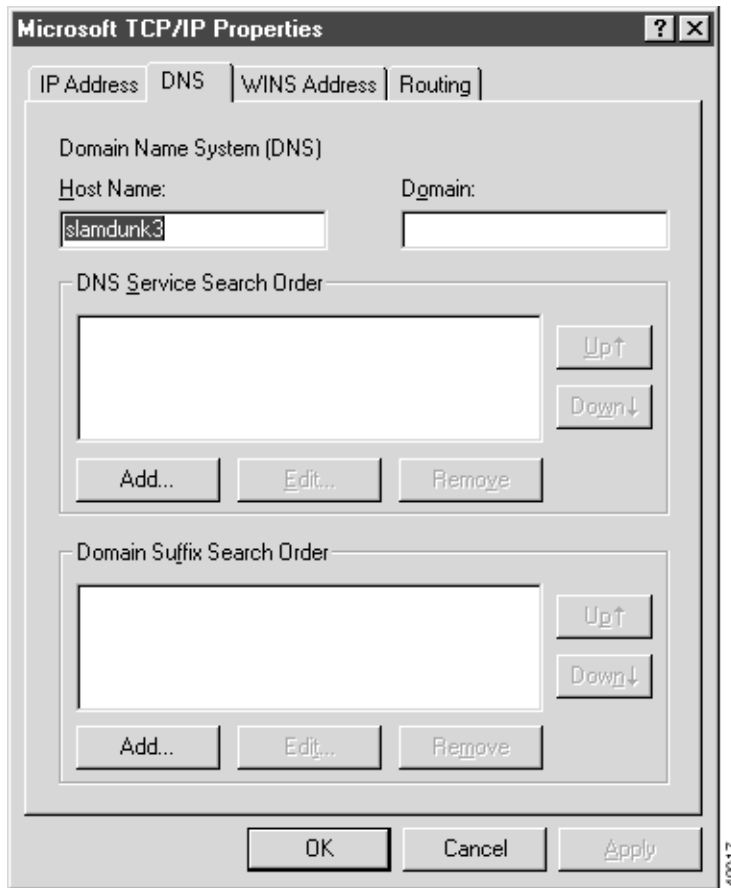 Microsoft TCP/IP Properties
? ×
IP Address DNS WINS Address Routing
Domain Name System (DNS)
Host Name: Domain:
slamdunk3
DNS Service Search Order
Up↑
Down↓
Add... Edit... Remove
Domain Suffix Search Order
Up↑
Down↓
Add... Edit... Remove
OK Cancel Apply